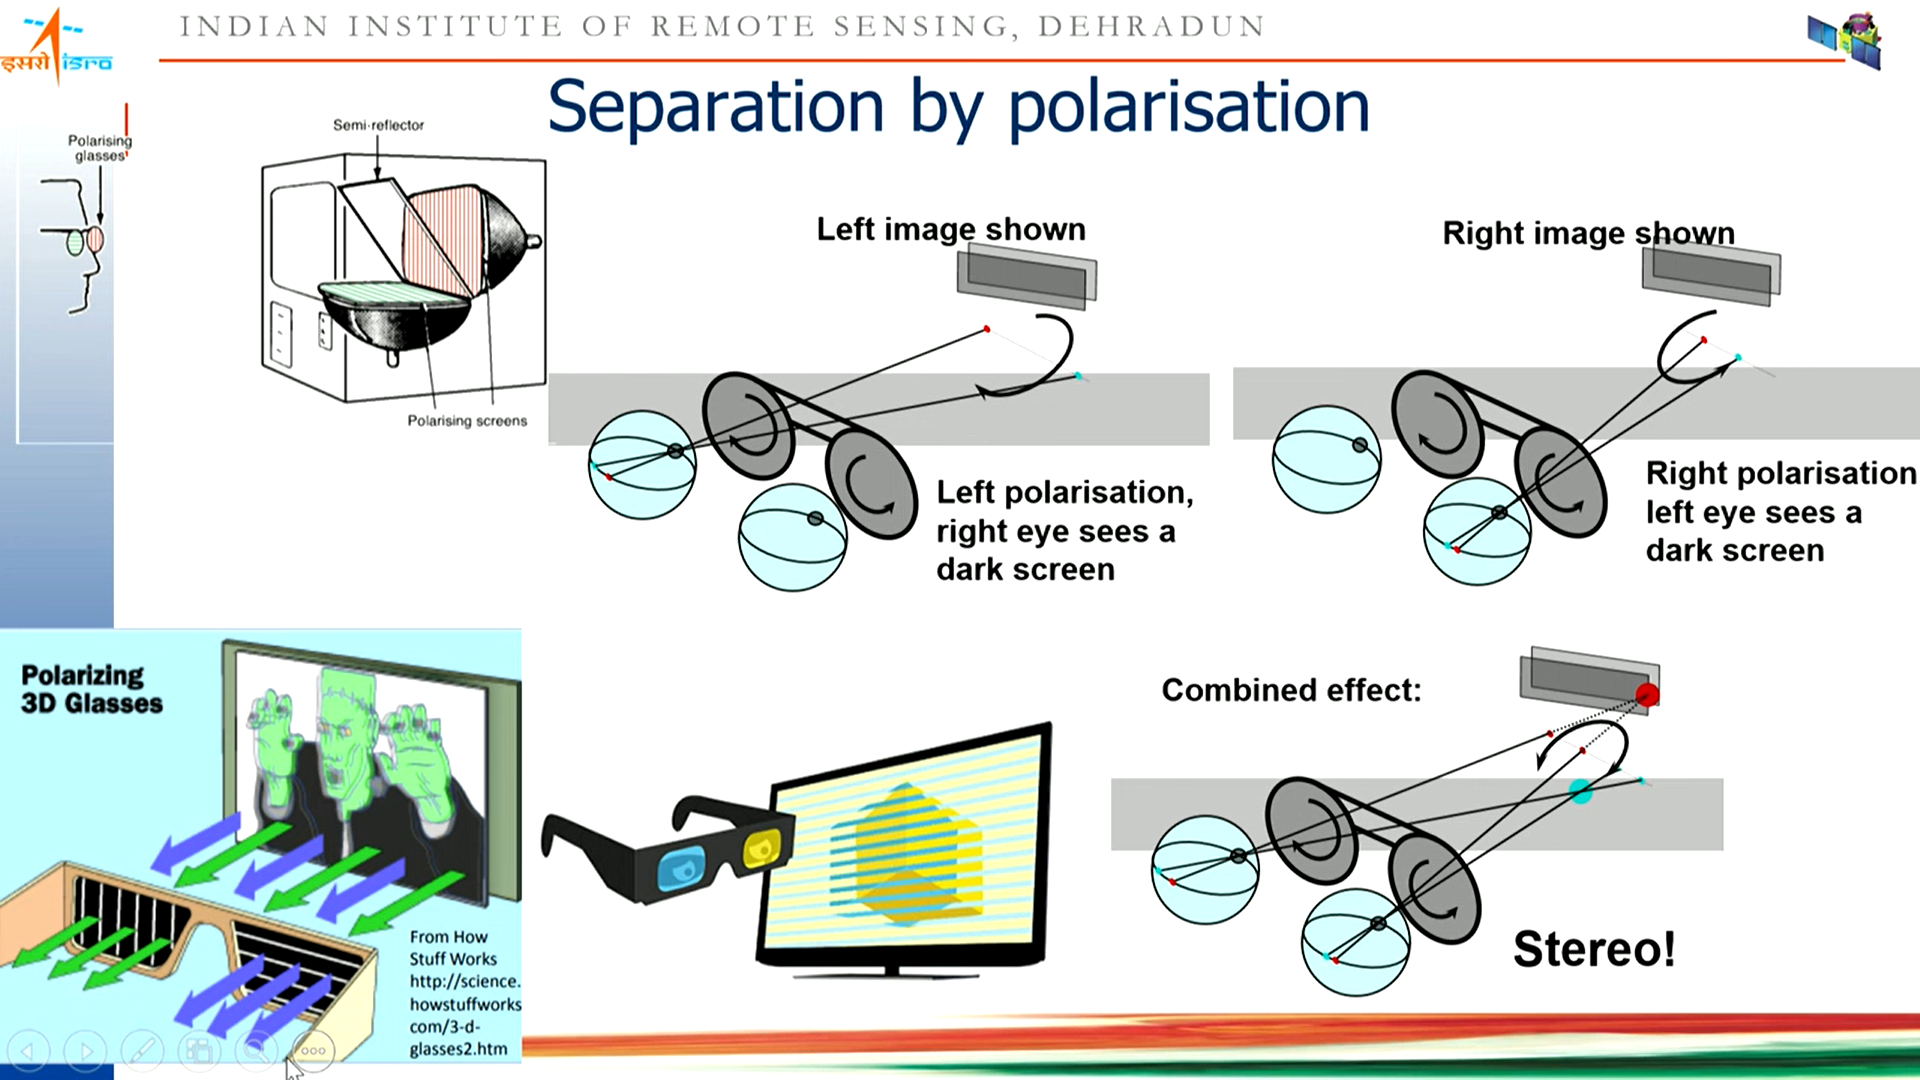 INDIAN INSTITUTE OF REMOTE SENSING, DEHRADUN
इसरो isro
Separation by polarisation
Polarising
glasses
Semi-reflector
Polarising screens
Left image shown
Left polarisation,
right eye sees a
dark screen
Right image shown
Right polarisation
left eye sees a
dark screen
Polarizing
3D Glasses
From How
Stuff Works
http://science.
howstuffworks
com/3-d-
glasses2.htm
Combined effect:
Stereo!